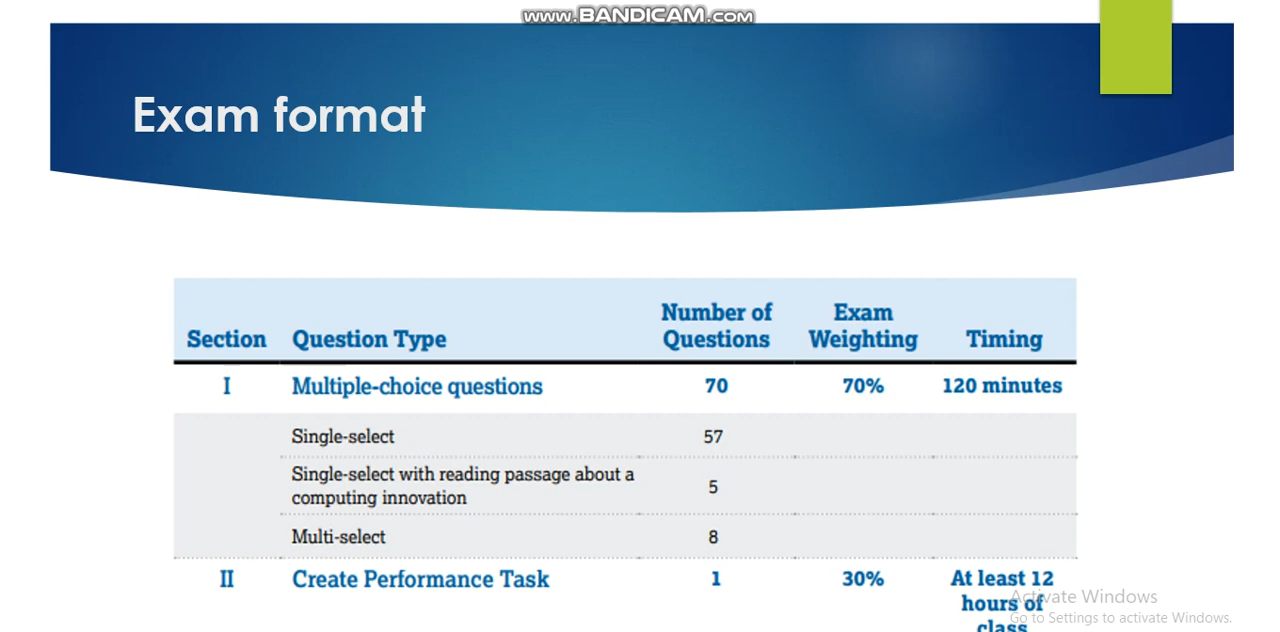 www.BANDICAM.com
Exam format
Section Question Type Number of Questions Exam Weighting Timing
I Multiple-choice questions 70 70% 120 minutes
Single-select 57
Single-select with reading passage about a
computing innovation 5
Multi-select 8
II Create Performance Task 1 30% At least 12
hours of
class
Activate Windows
Go to Settings to activate Windows.